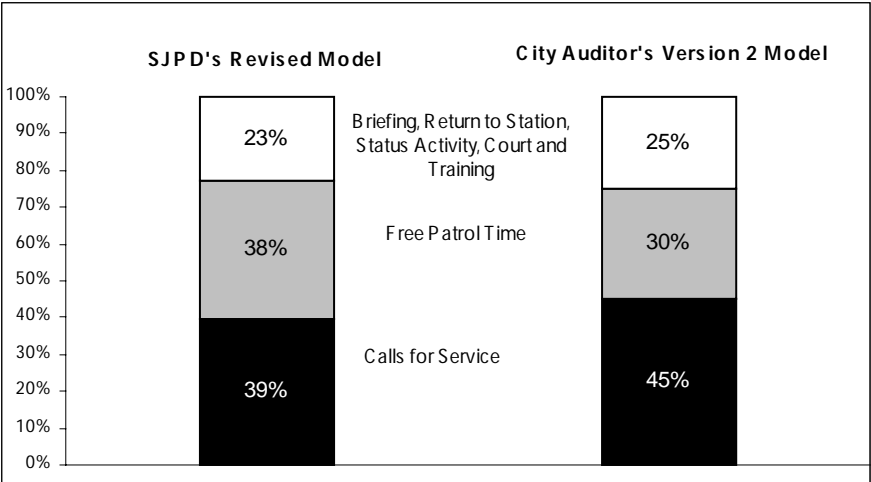 SJPD's Revised Model
City Auditor's Version 2 Model
100%
90%
80%
70%
60%
50%
40%
30%
20%
10%
0%
23%
38%
39%
Briefing, Return to Station,
Status Activity, Court and
Training
Free Patrol Time
Calls for Service
25%
30%
45%